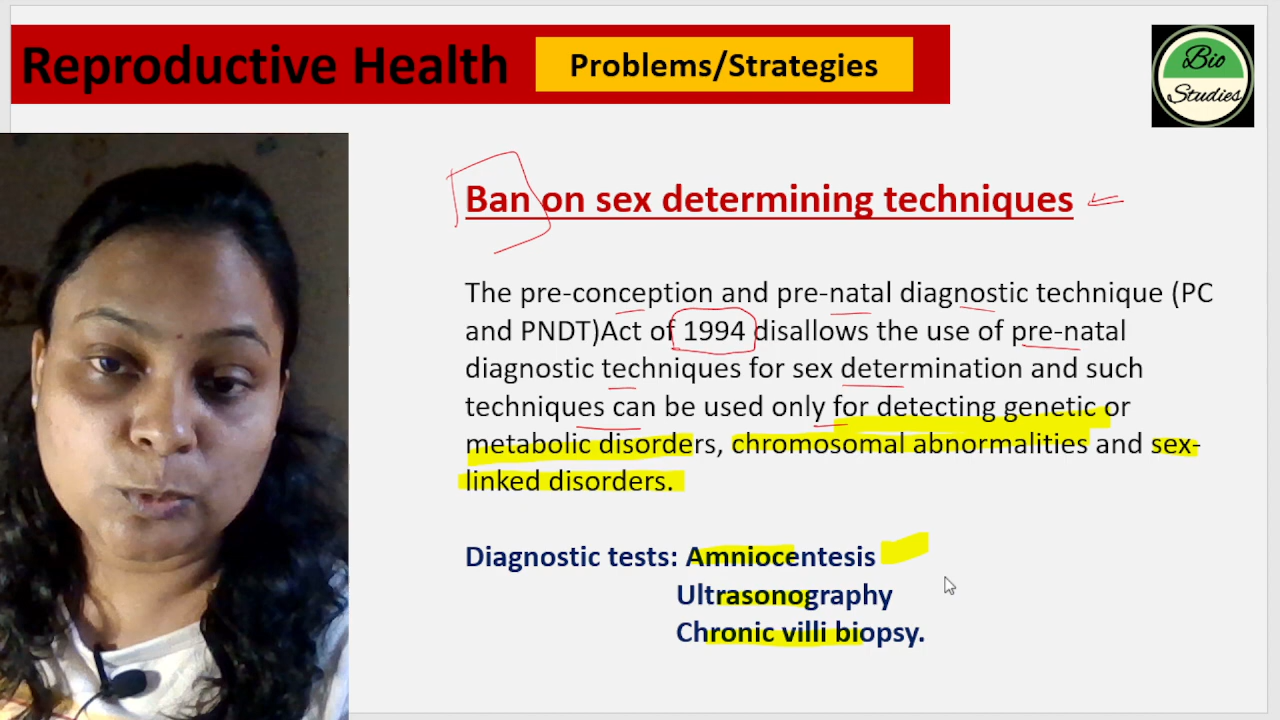 Reproductive Health
Problems/Strategies
Bio
Studies
Ban on sex determining techniques
The pre-conception and pre-natal diagnostic technique (PC
and PNDT)Act of 1994 disallows the use of pre-natal
diagnostic techniques for sex determination and such
techniques can be used only for detecting genetic or
metabolic disorders, chromosomal abnormalities and sex-
linked disorders.
Diagnostic tests: Amniocentesis
Ultrasonography
Chronic villi biopsy.